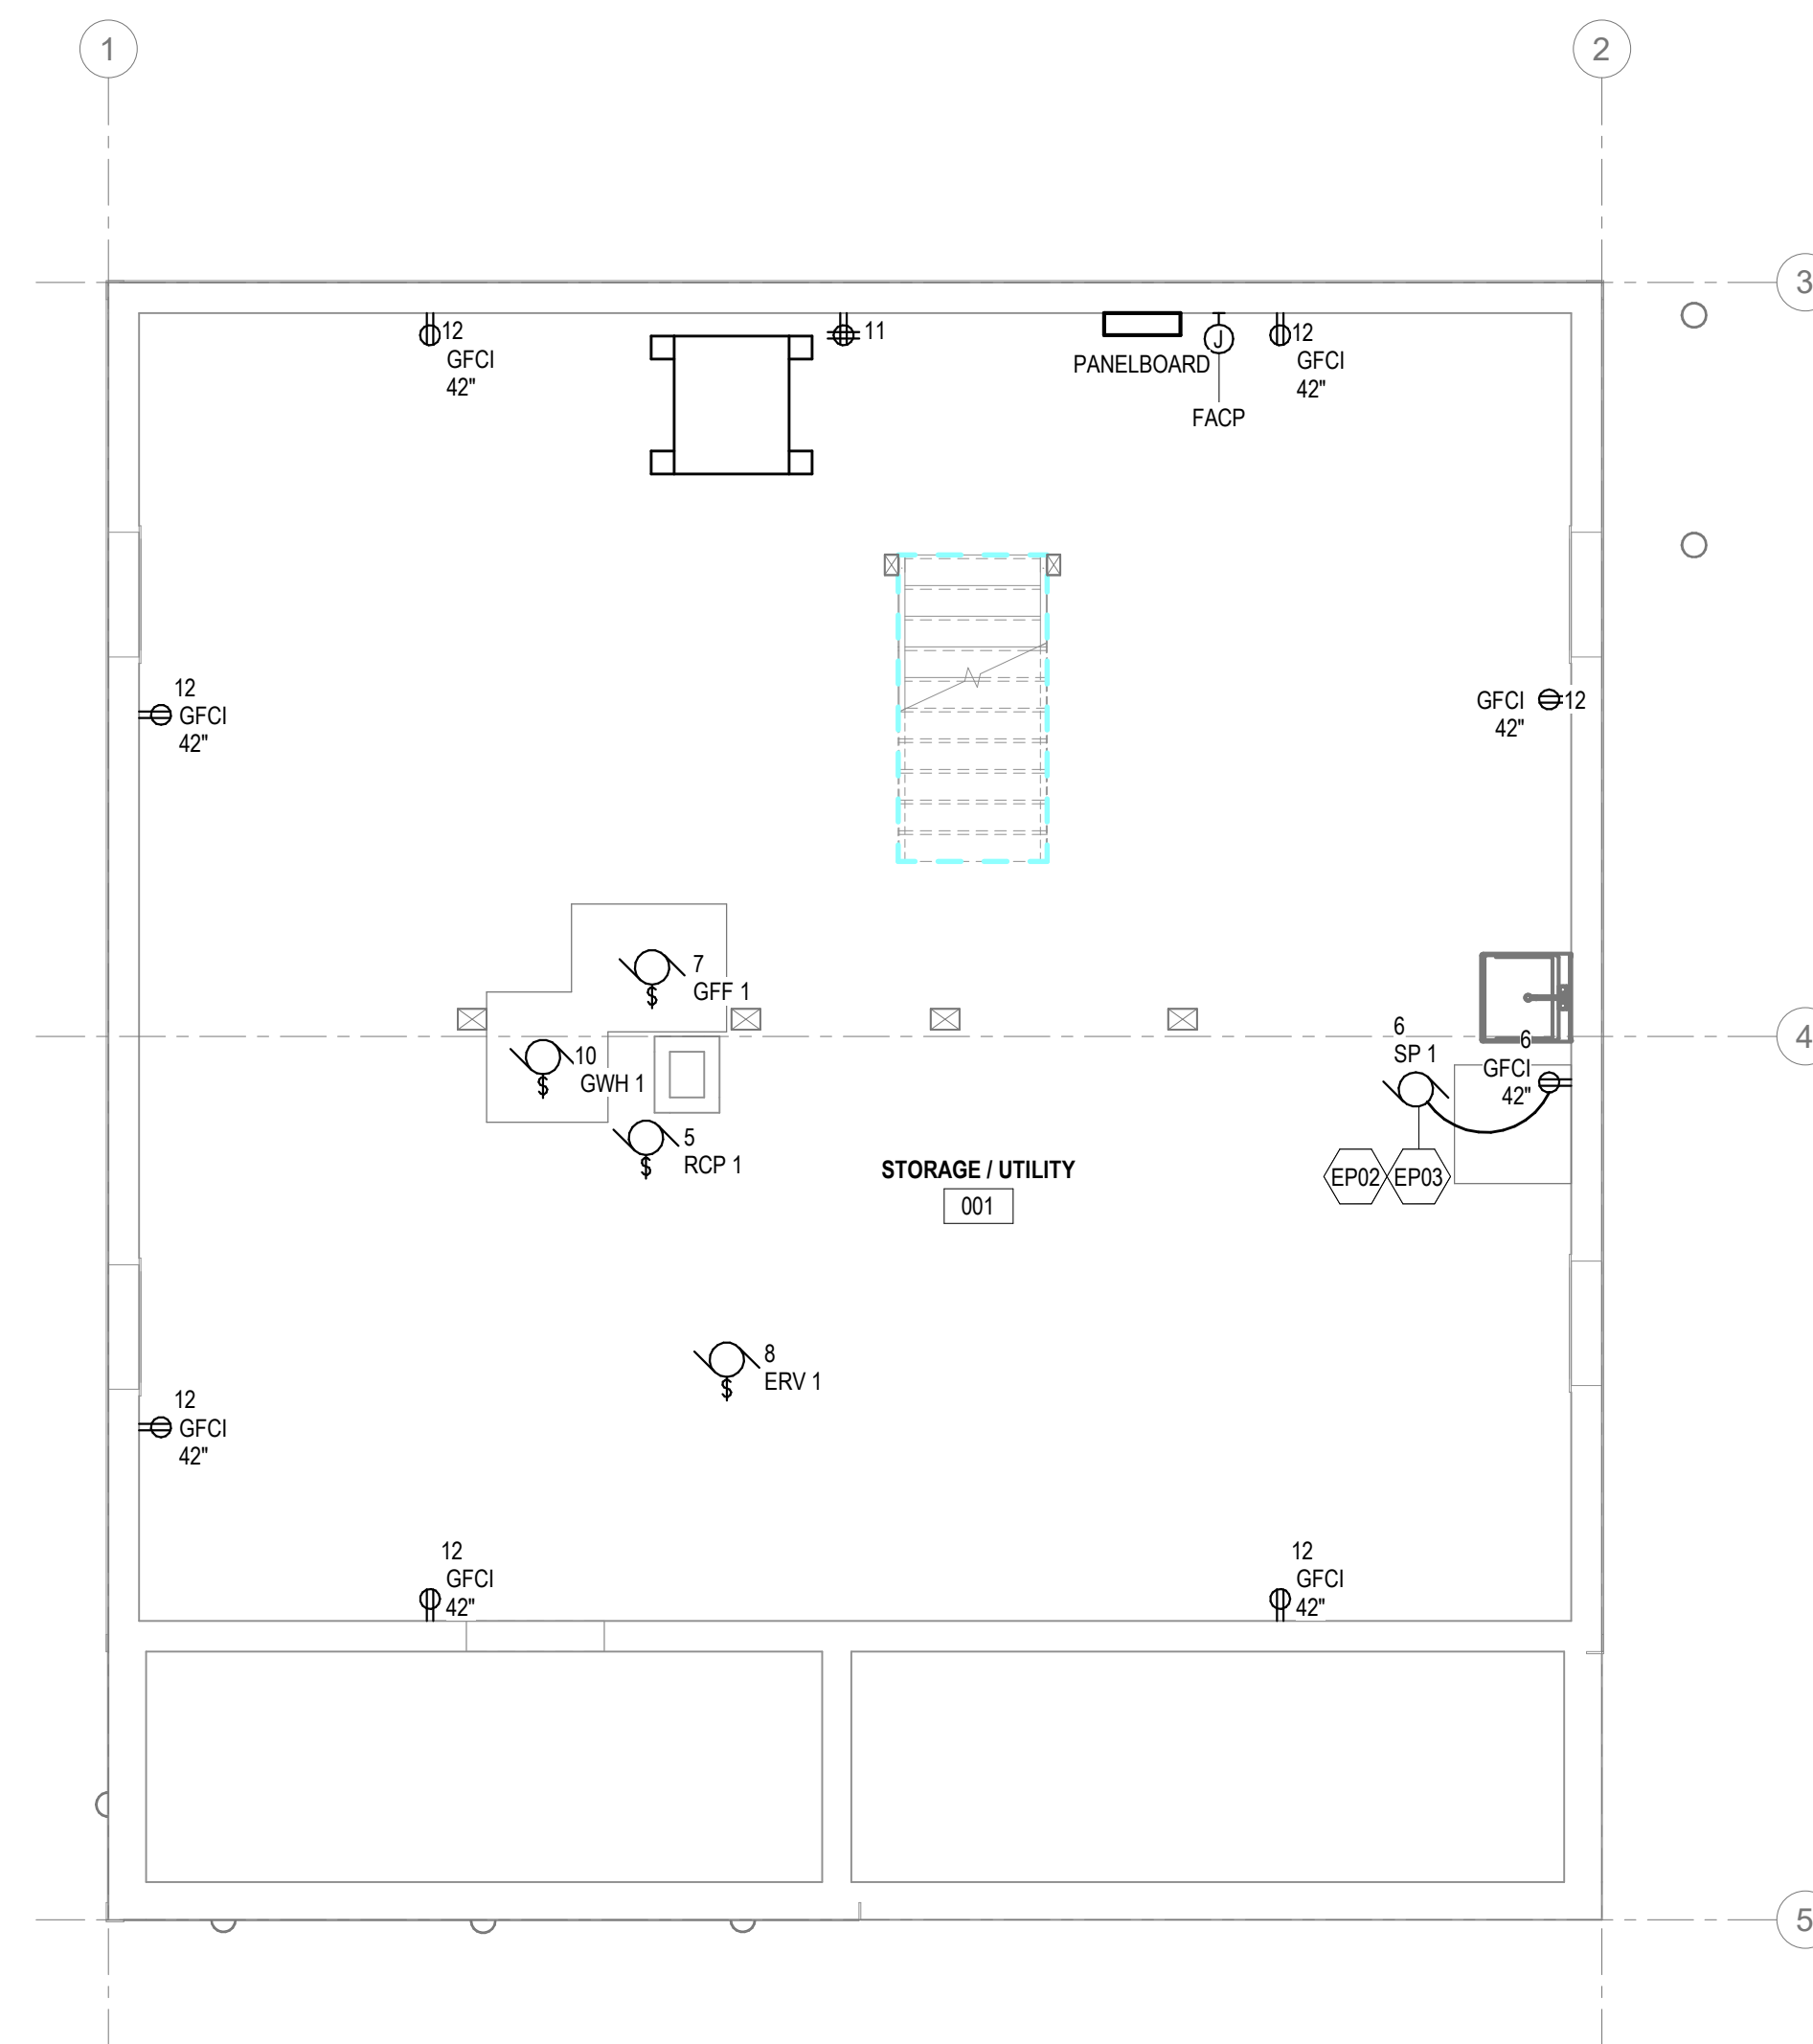 1
2
3
12
GFCI
42"
11
PANELBOARD
J
FACP
12
GFCI
42"
12
GFCI
42"
GFCI
12
42"
7
$
GFF 1
4
10
$
GWH 1
6
SP 1
6
GFCI
42"
5
$
RCP 1
STORAGE / UTILITY
001
EP02
EP03
8
$
ERV 1
12
GFCI
42"
12
GFCI
42"
12
GFCI
42"
5